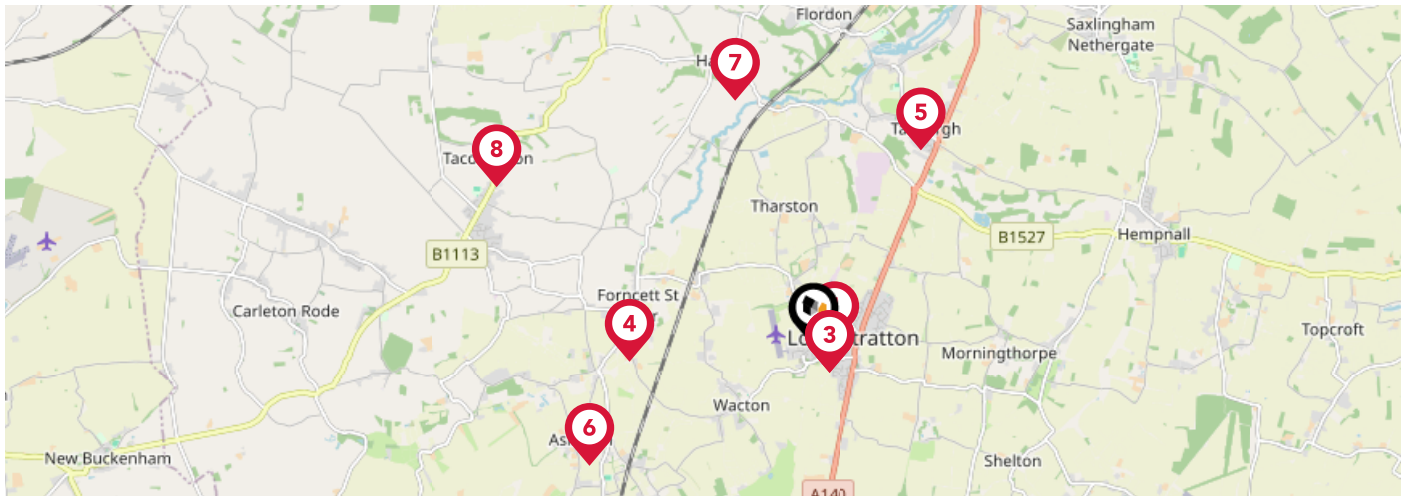 Flordon
Saxlingham
Nethergate
7
5
8
Tharston
B1527
Hempnall
B1113
Forncett St
Carleton Rode
4
3
Topcroft
Morningthorpe
Wacton
6
New Buckenham
Shelton
A140